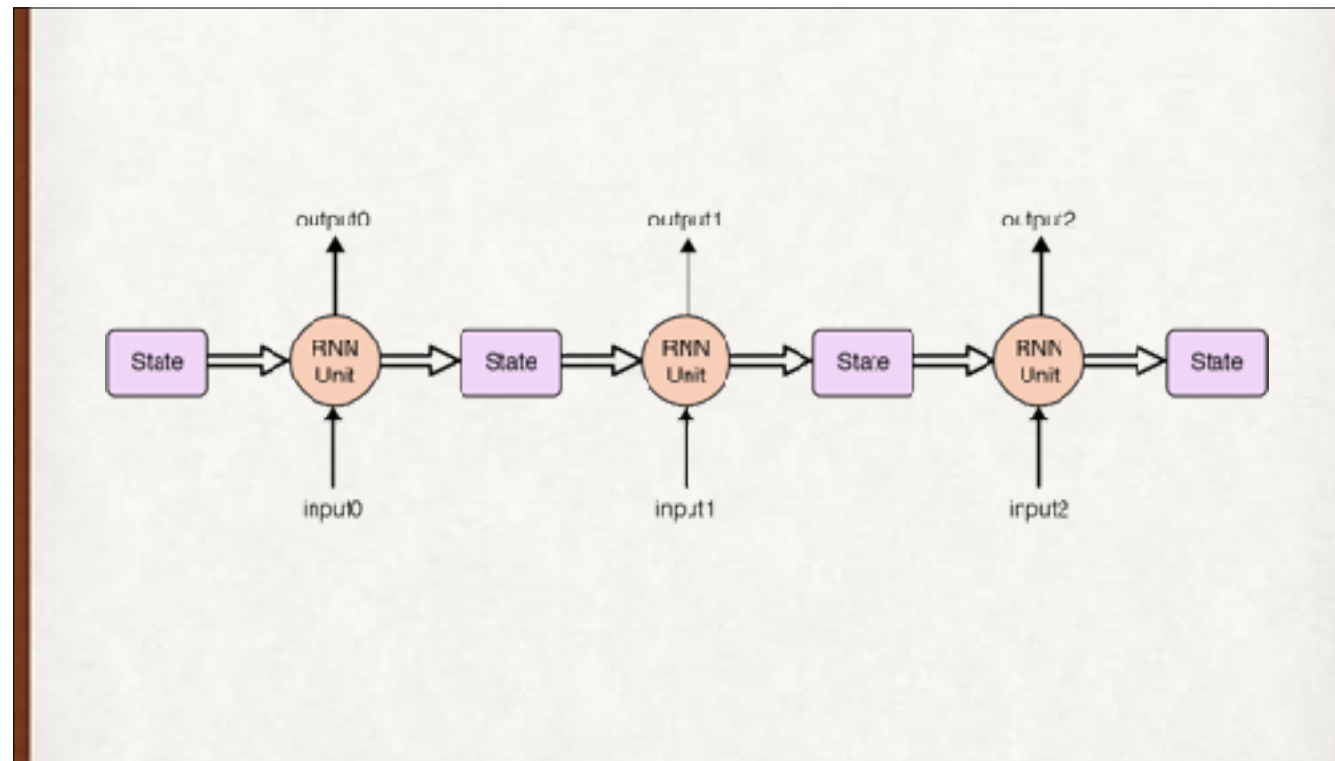 output0
output1
output2
State
RNN
Unit
State
RNN
Unit
State
RNN
Unit
State
input0
input1
input2